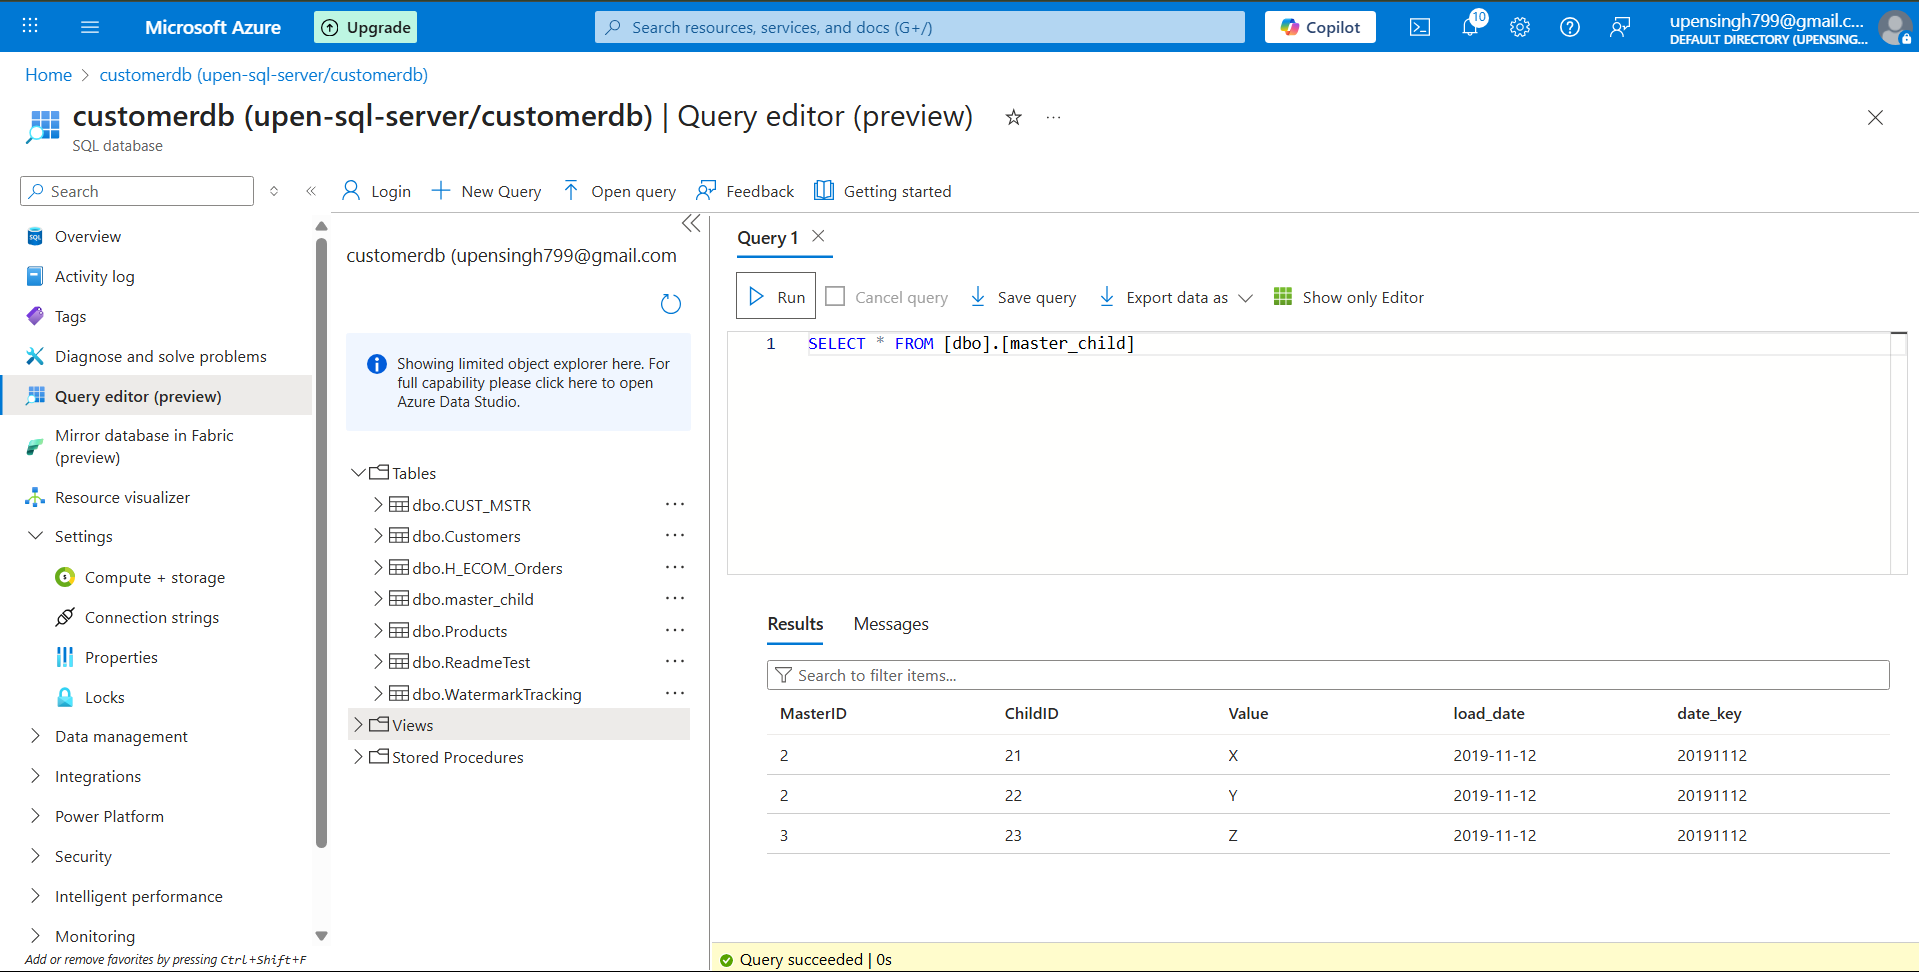 Microsoft Azure
Upgrade
Search resources, services, and docs (G+/)
Copilot
10
upensingh799@gmail.c...
DEFAULT DIRECTORY (UPENSING...
Home > customerdb (upen-sql-server/customerdb)
customerdb (upen-sql-server/customerdb) | Query editor (preview)
SQL database
Search
Login
New Query
Open query
Feedback
Getting started
Overview
Activity log
Tags
Diagnose and solve problems
Query editor (preview)
Mirror database in Fabric
(preview)
Resource visualizer
Settings
Compute + storage
Connection strings
Properties
Locks
Data management
Integrations
Power Platform
Security
Intelligent performance
Monitoring
Add or remove favorites by pressing Ctrl+Shift+F
customerdb (upensingh799@gmail.com
Showing limited object explorer here. For
full capability please click here to open
Azure Data Studio.
Tables
dbo.CUST_MSTR
dbo.Customers
dbo.H_ECOM_Orders
dbo.master_child
dbo.Products
dbo.ReadmeTest
dbo.WatermarkTracking
Views
Stored Procedures
Query 1
Run
Cancel query
Save query
Export data as
Show only Editor
1 SELECT * FROM [dbo].[master_child]
Results
Messages
Search to filter items...
MasterID ChildID Value load_date date_key
2 21 X 2019-11-12 20191112
2 22 Y 2019-11-12 20191112
3 23 Z 2019-11-12 20191112
Query succeeded | 0s